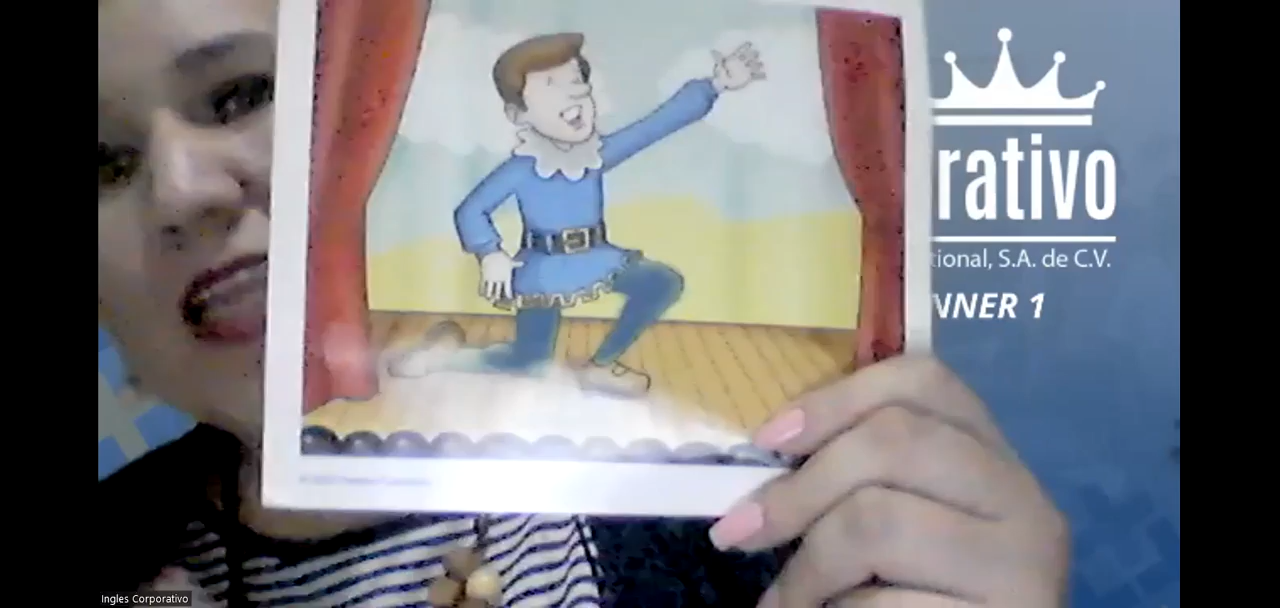 rativo
tional, S.A. de C.V.
NNER 1
Ingles Corporativo